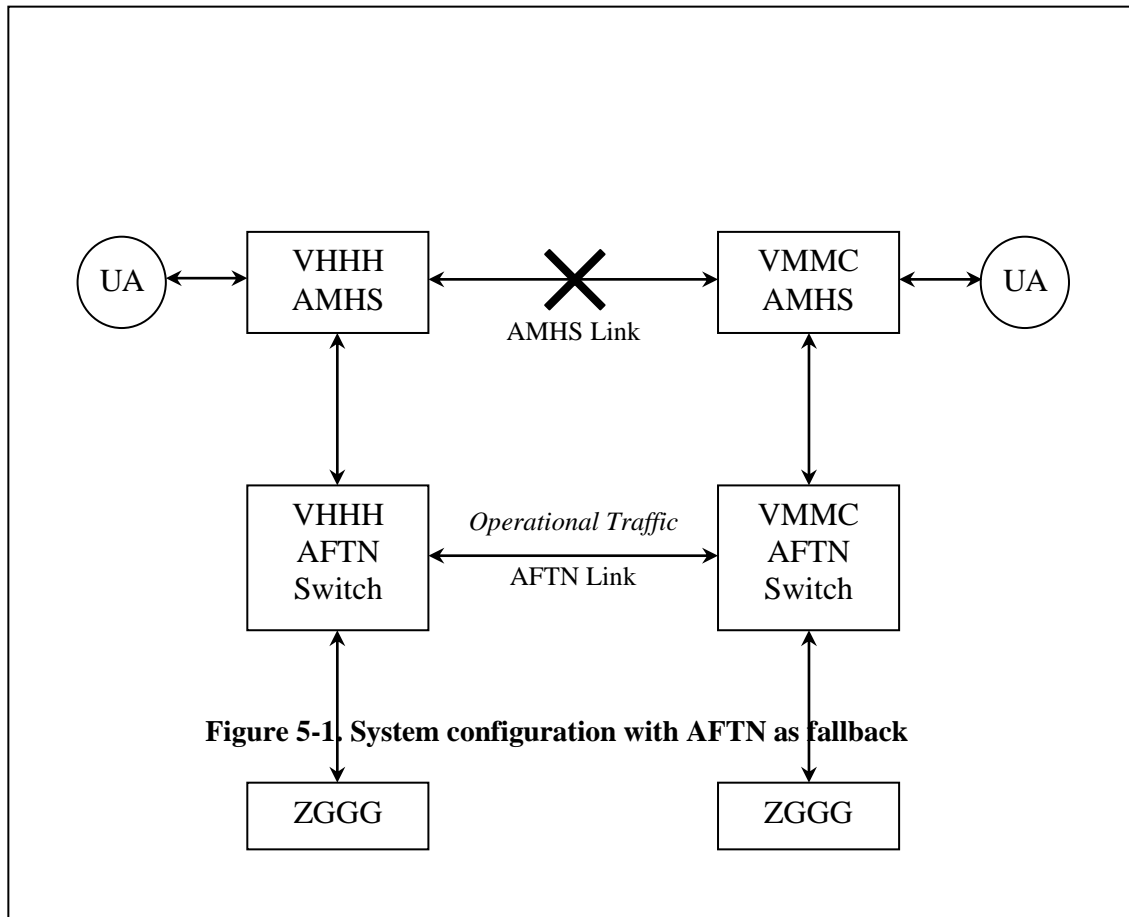 UA
VHHH
AMHS
AMHS Link
VMMC
AMHS
UA
VHHH
AFTN
Switch
Operational Traffic
AFTN Link
VMMC
AFTN
Switch
Figure 5-1. System configuration with AFTN as fallback
ZGGG
ZGGG